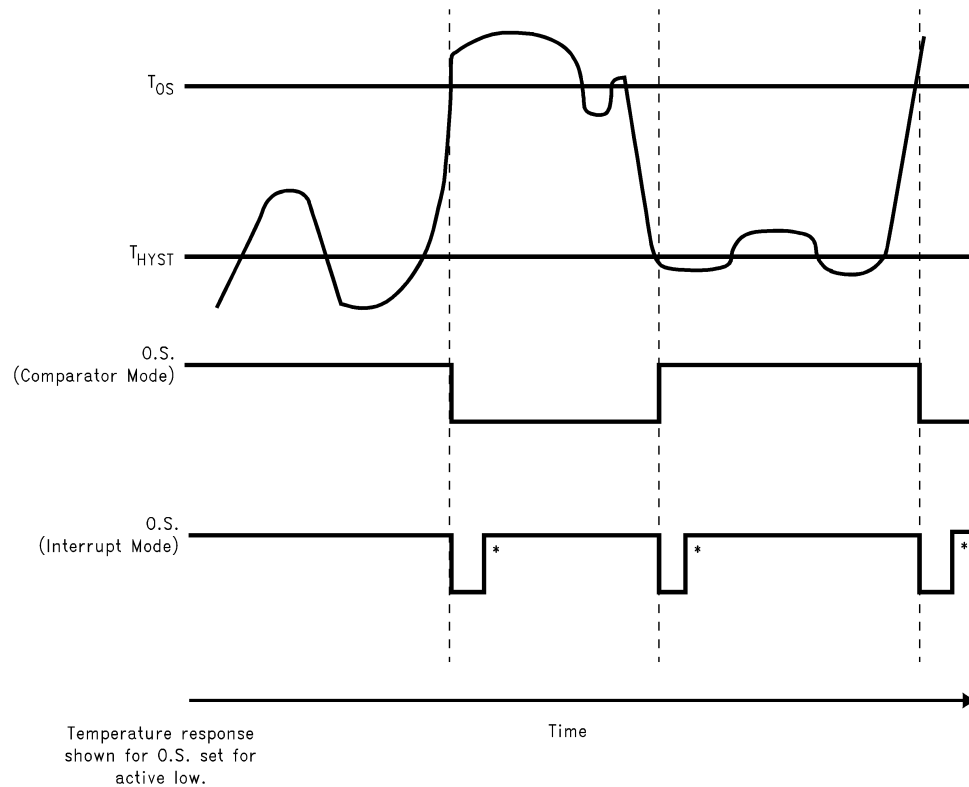 T_OS
T_HYST
O.S.
(Comparator Mode)
O.S.
(Interrupt Mode)
*
*
*
Time
Temperature response
shown for O.S. set for
active low.